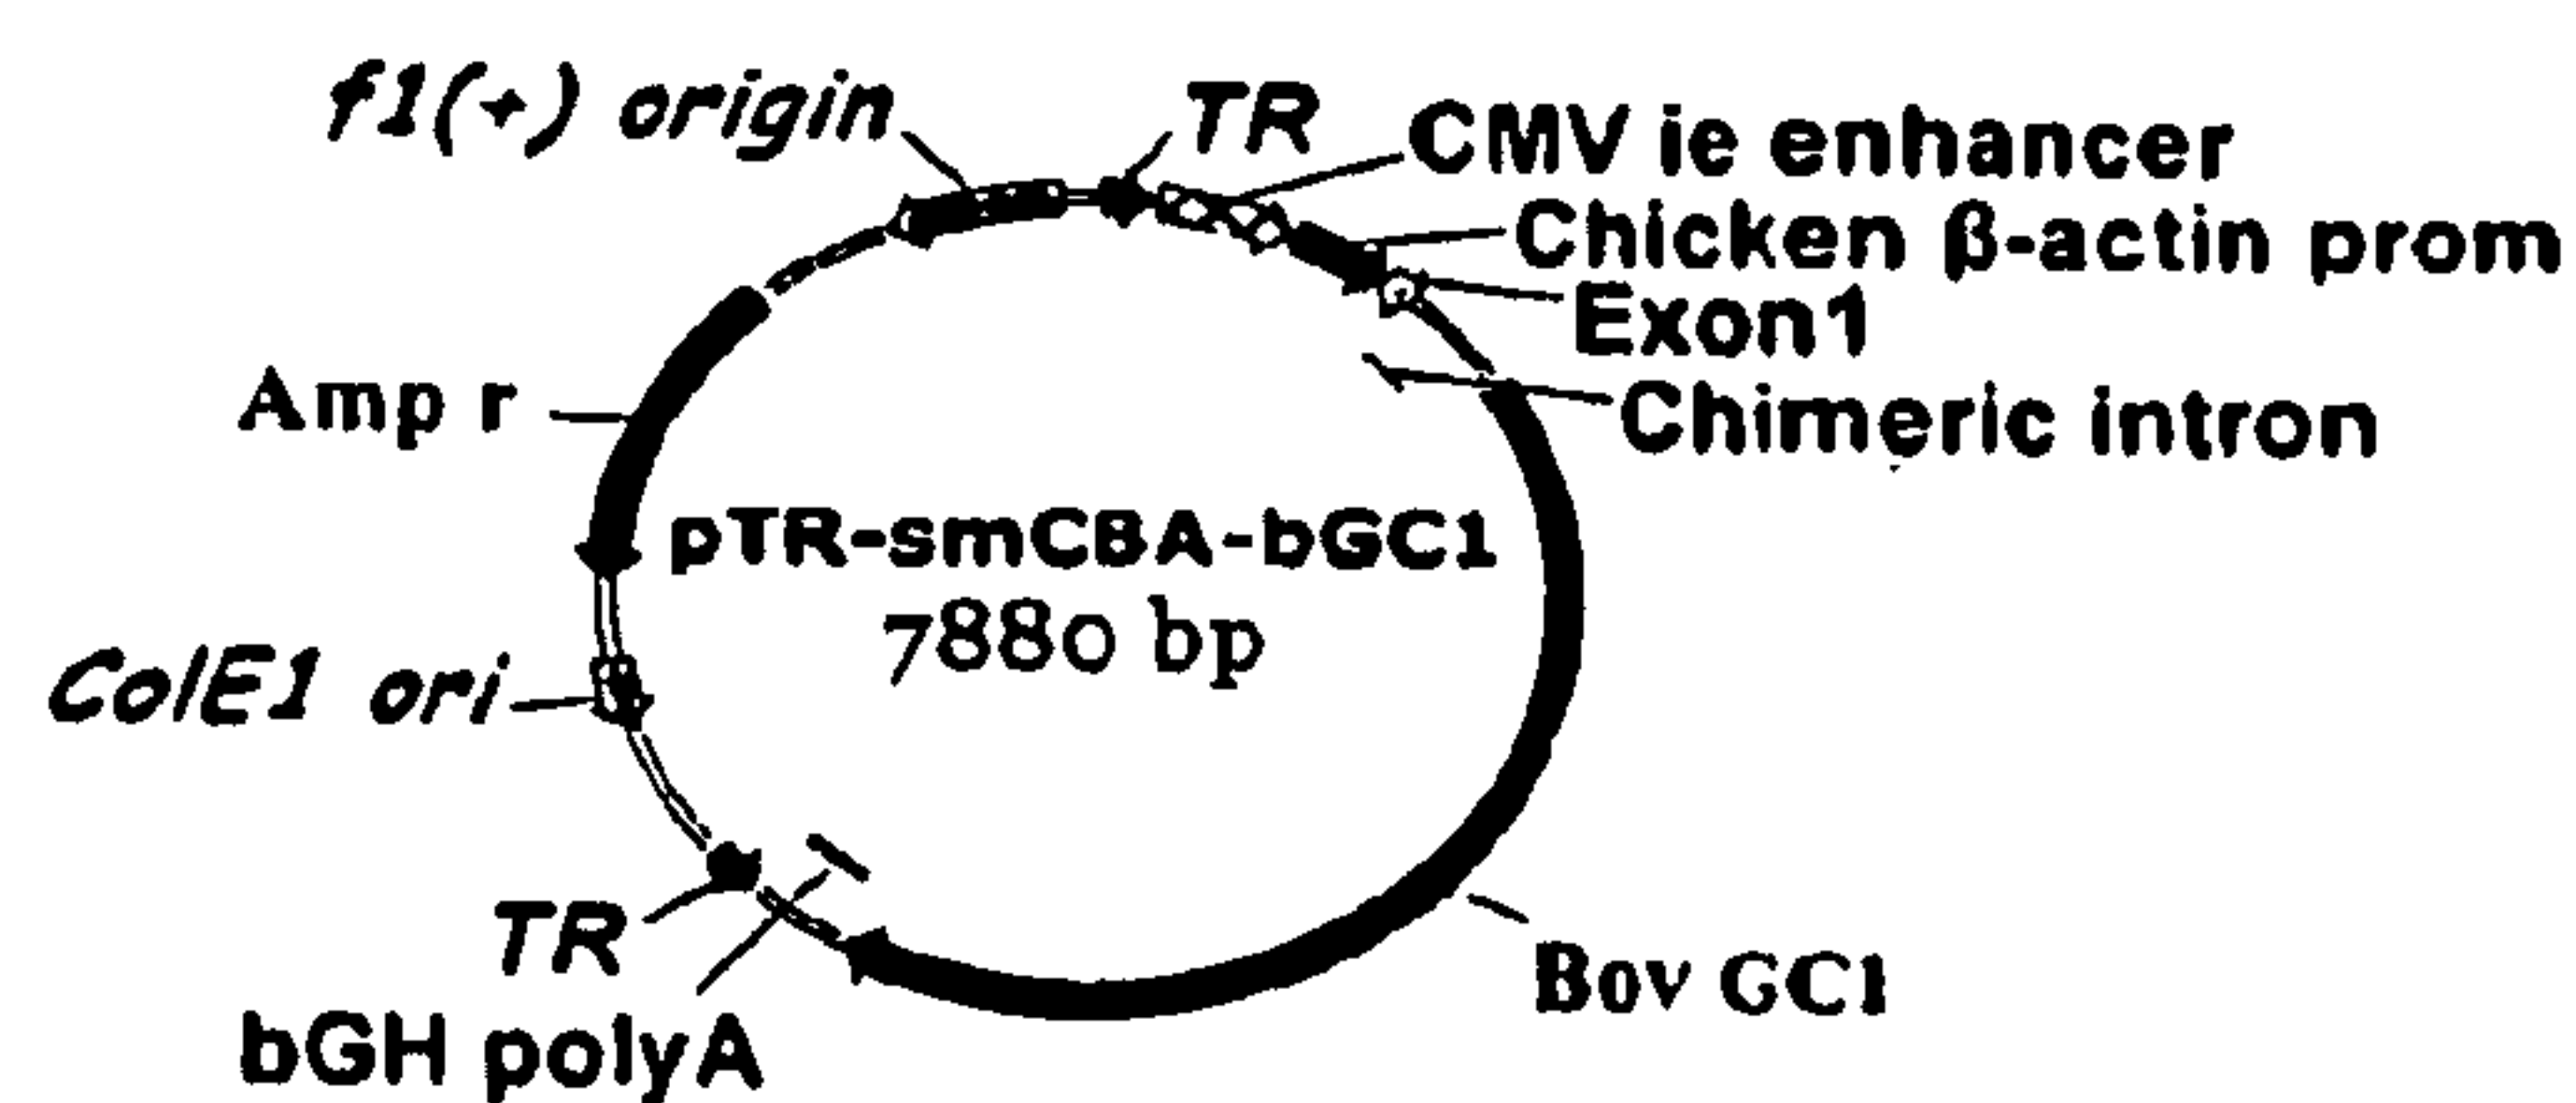 f1(+) origin
TR
CMV ie enhancer
Chicken β-actin prom
Exon1
Chimeric intron
Amp r
pTR-smCBA-bGC1
7880 bp
ColE1 ori
TR
bGH polyA
Bov GC1